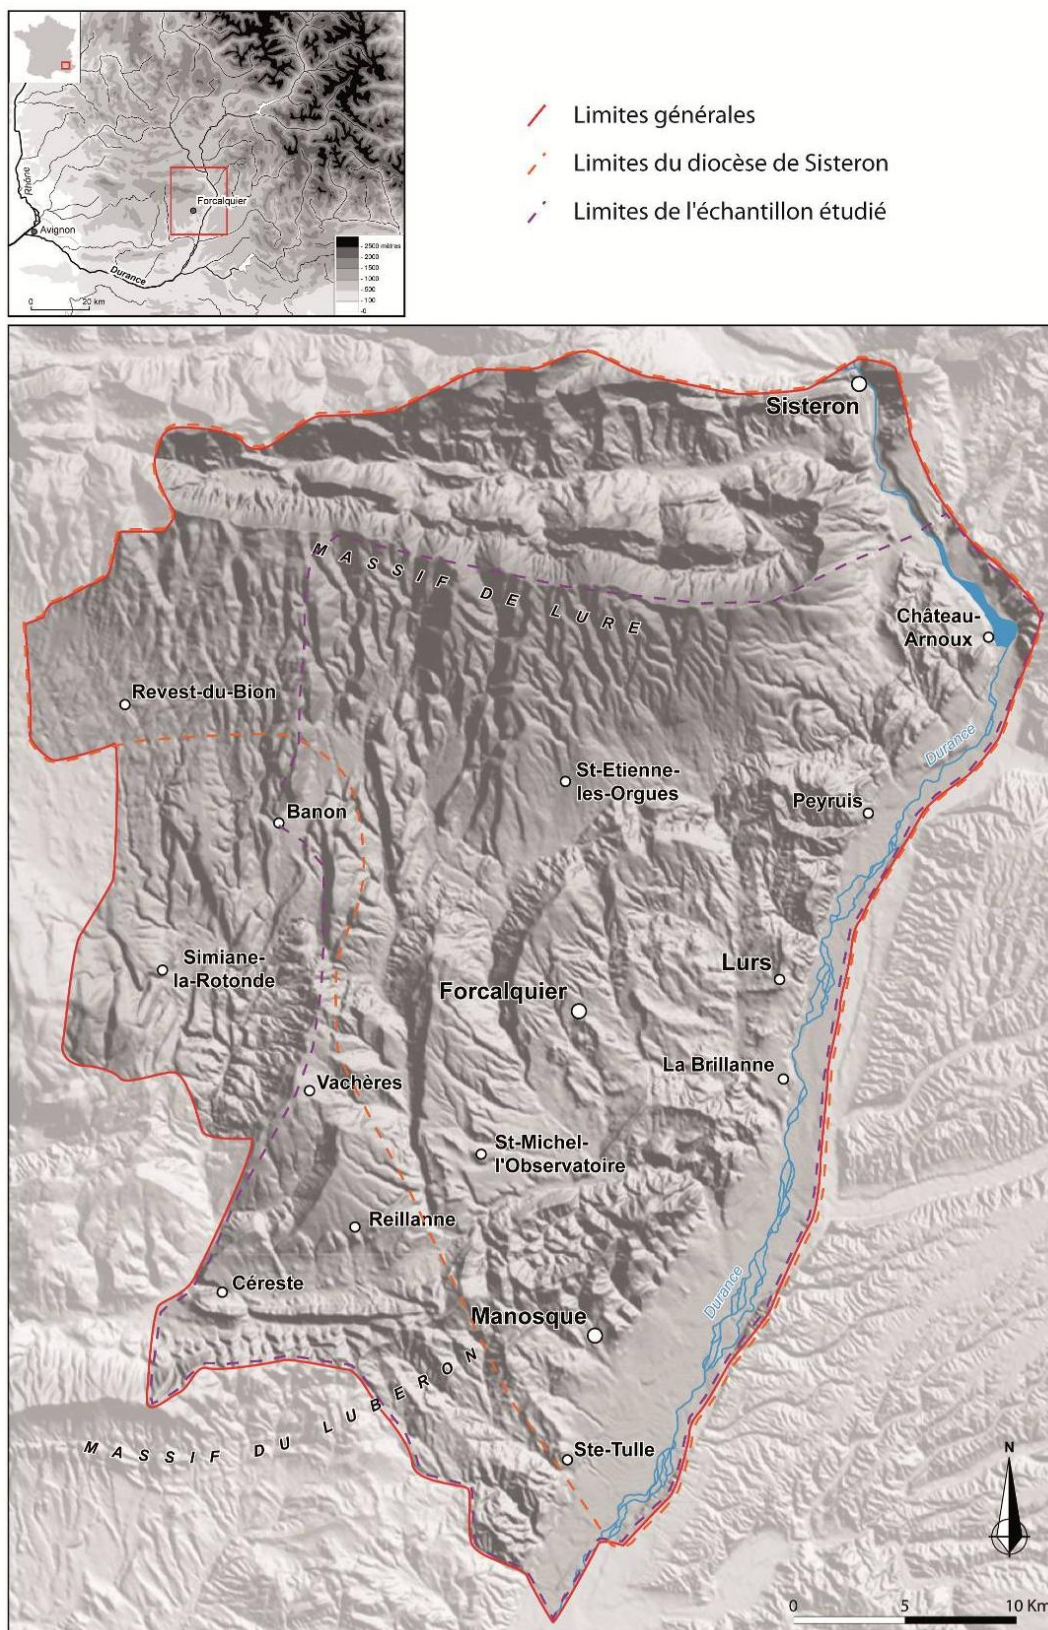 Rhône
Avignon
Forcalquier
Durance
0 20 km
2500 mètres
2000
1500
1000
500
100
0
Limites générales
Limites du diocèse de Sisteron
Limites de l'échantillon étudié
Sisteron
MASSIF DE LURE
Château-
Arnoux
Revest-du-Bion
Durance
St-Etienne-
les-Orgues
Peyruis
Banon
Simiane-
la-Rotonde
Lurs
Forcalquier
La Brillanne
Vachères
St-Michel-
l'Observatoire
Reillanne
Céreste
Durance
Manosque
MASSIF DU LUBERON
Ste-Tulle
N
0 5 10 Km